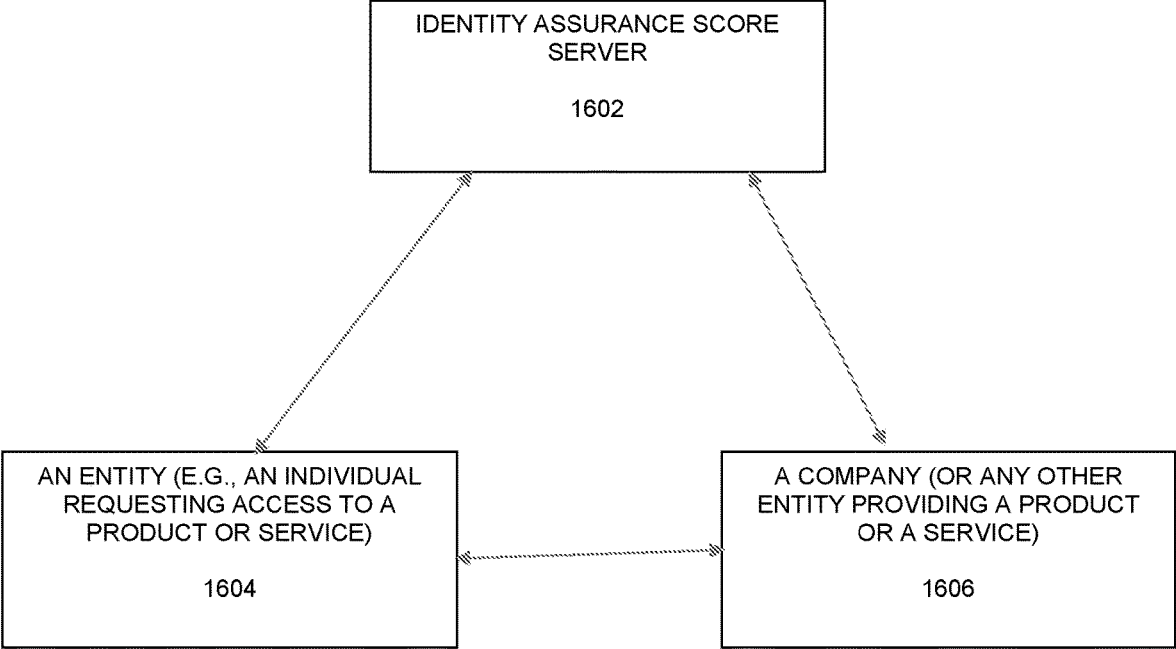 IDENTITY ASSURANCE SCORE
SERVER
1602
AN ENTITY (E.G., AN INDIVIDUAL
REQUESTING ACCESS TO A
PRODUCT OR SERVICE)
1604
A COMPANY (OR ANY OTHER
ENTITY PROVIDING A PRODUCT
OR A SERVICE)
1606